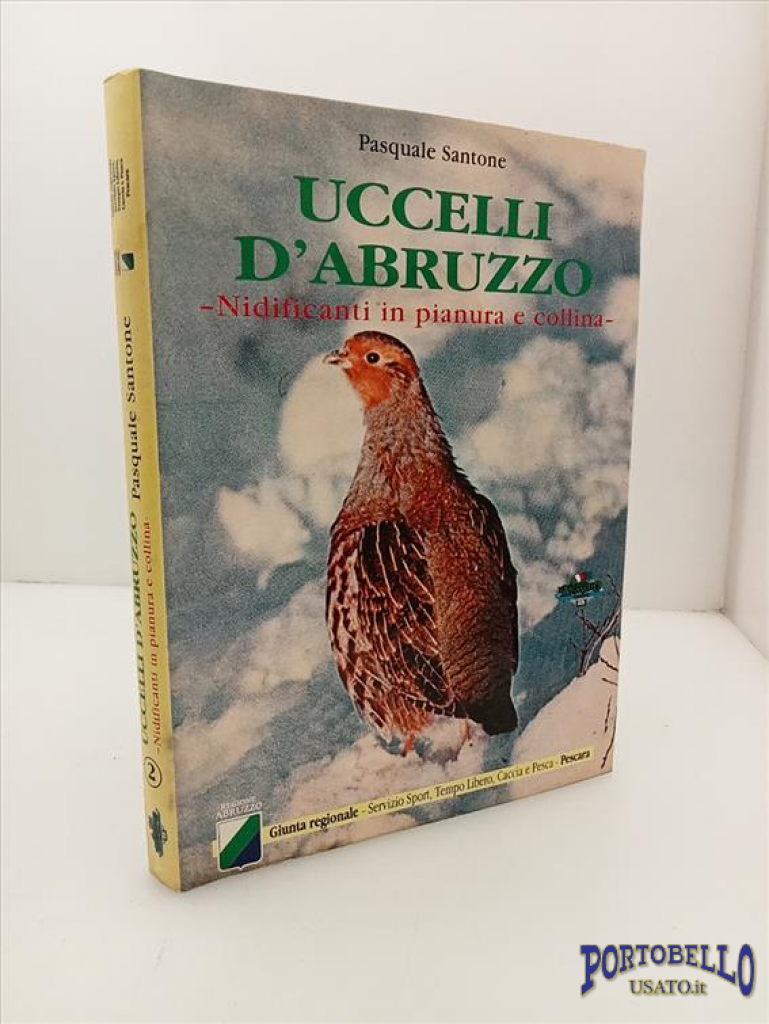 Pasquale Santone
UCCELLI
D'ABRUZZO
-Nidificanti in pianura e collina-
REGIONE
ABRUZZO
Giunta regionale - Servizio Sport, Tempo Libero, Caccia e Pesca - Pescara
UCCELLI D'ABRUZZO Pasquale Santone
-Nidificanti in pianura e collina-
2
Pescara
PORTOBELLO
USATO.it